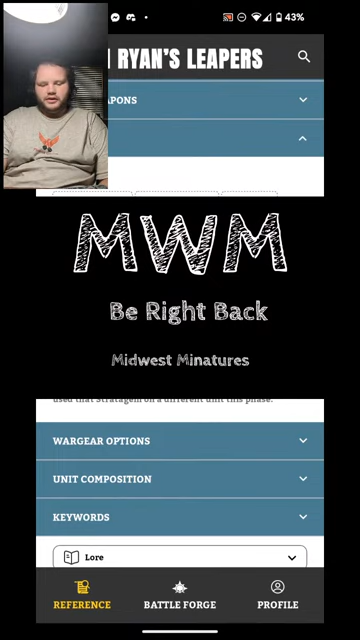 43%
RYAN'S LEAPERS
APONS
MWM
Be Right Back
Midwest Minatures
used that Stratagem on a different unit this phase.
WARGEAR OPTIONS
UNIT COMPOSITION
KEYWORDS
Lore
REFERENCE
BATTLE FORGE
PROFILE